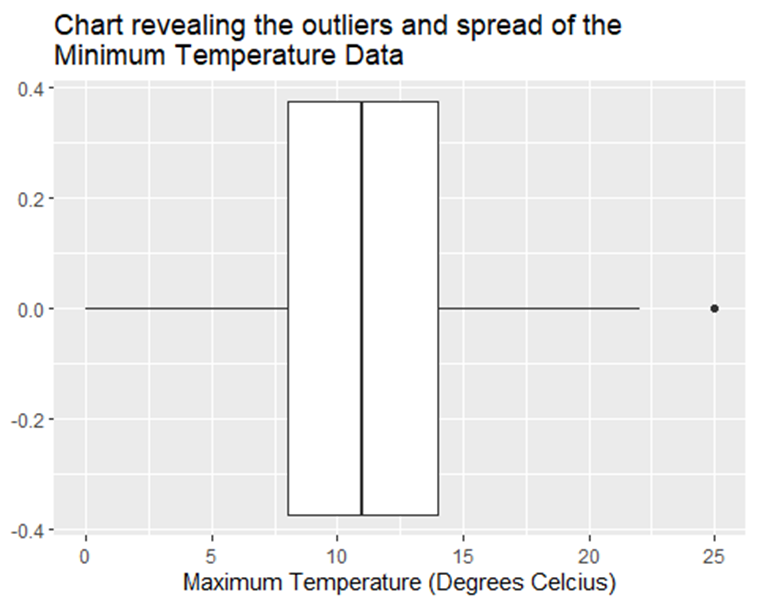 Chart revealing the outliers and spread of the
Minimum Temperature Data
0.4
0.2
0.0
-0.2
-0.4
0 5 10 15 20 25
Maximum Temperature (Degrees Celcius)